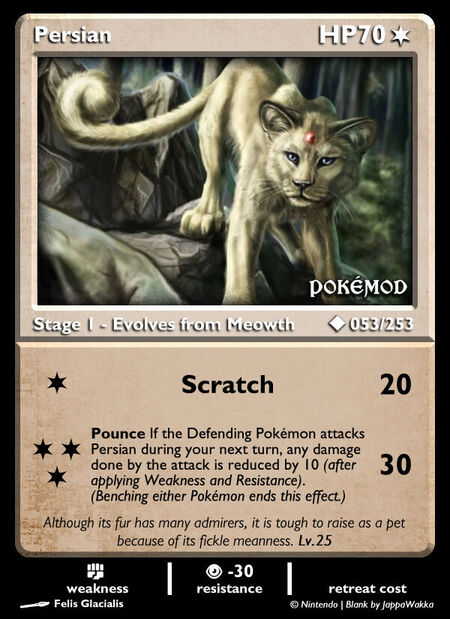 Persian HP70
POKÉMOD
Stage 1 - Evolves from Meowth 053/253
Scratch 20
Pounce If the Defending Pokémon attacks
Persian during your next turn, any damage
done by the attack is reduced by 10 (after
applying Weakness and Resistance).
(Benching either Pokémon ends this effect.)
30
Although its fur has many admirers, it is tough to raise as a pet
because of its fickle meanness. Lv.25
-30
weakness resistance retreat cost
Felis Glacialis © Nintendo | Blank by JappaWakka